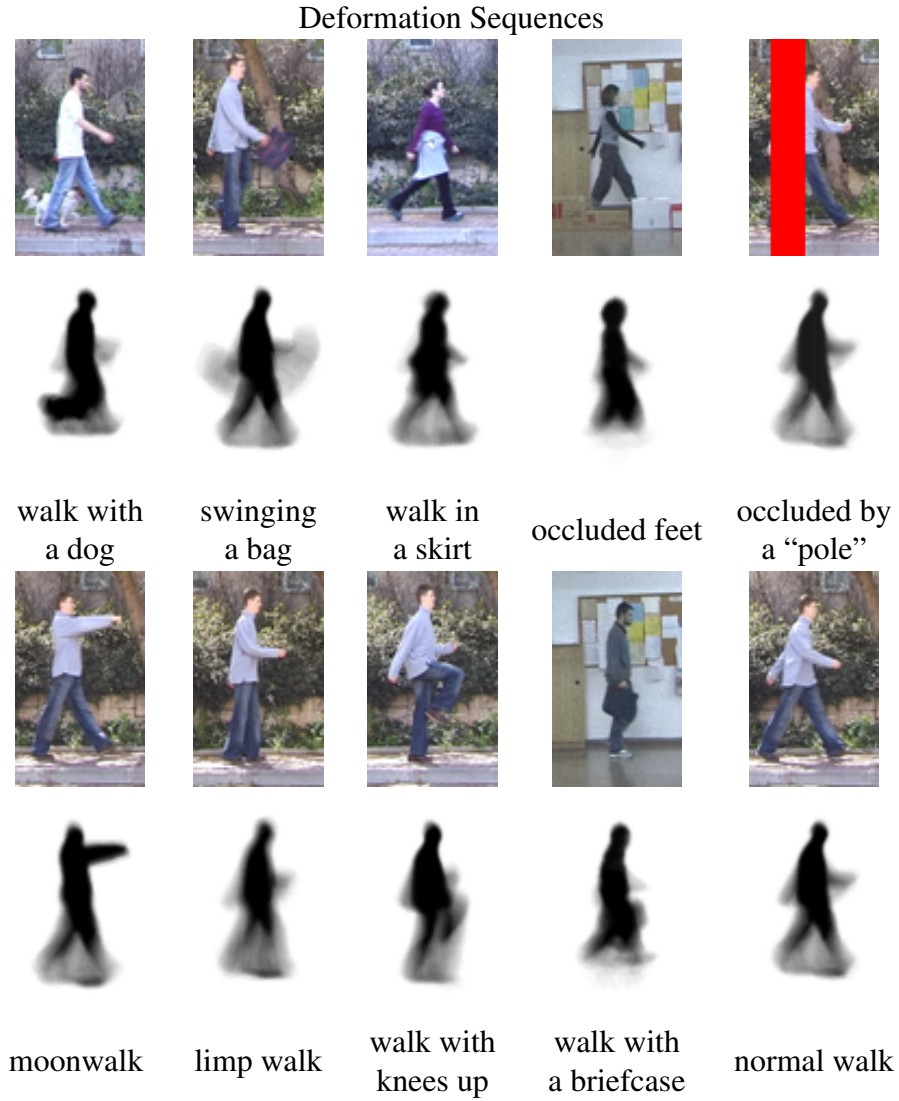 Deformation Sequences
walk with
a dog
swinging
a bag
walk in
a skirt
occluded feet
occluded by
a “pole”
moonwalk
limp walk
walk with
knees up
walk with
a briefcase
normal walk